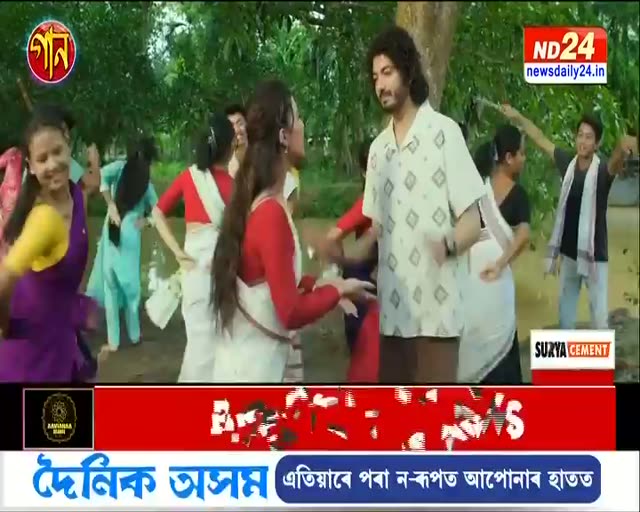 গান
ND24
newsdaily24.in
SURYA CEMENT
দৈনিক অসম
এতিয়াৰে পৰা ন-ৰূপত আপোনাৰ হাতত